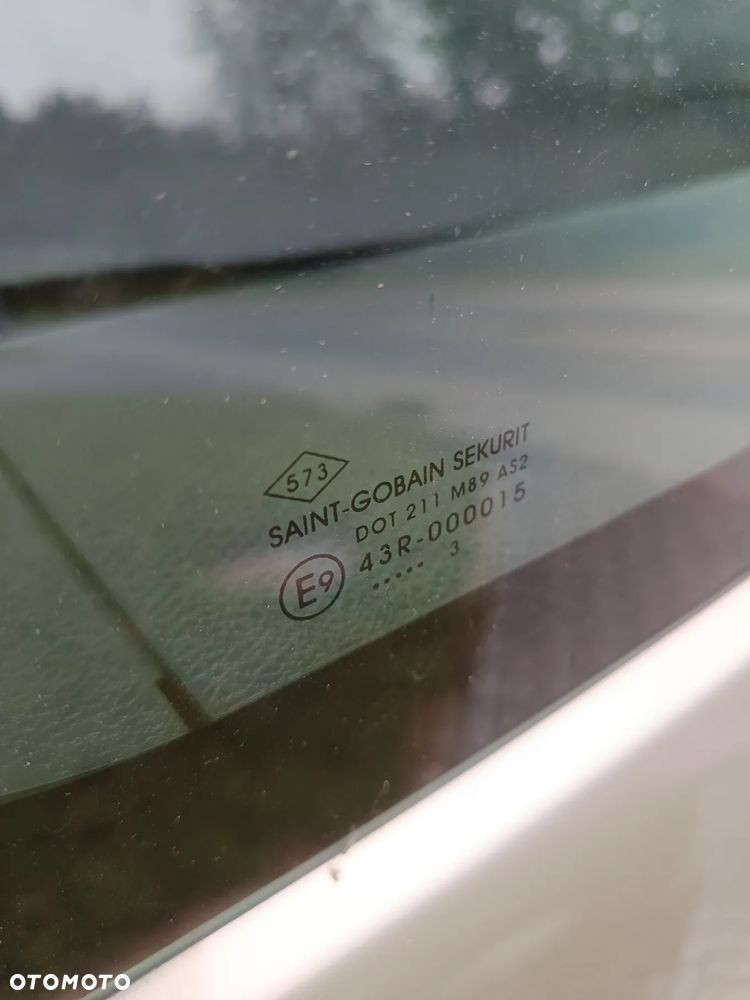 573
SAINT-GOBAIN SEKURIT
DOT 211 M89 AS2
43R-000015
E9
..... 3
OTOMOTO